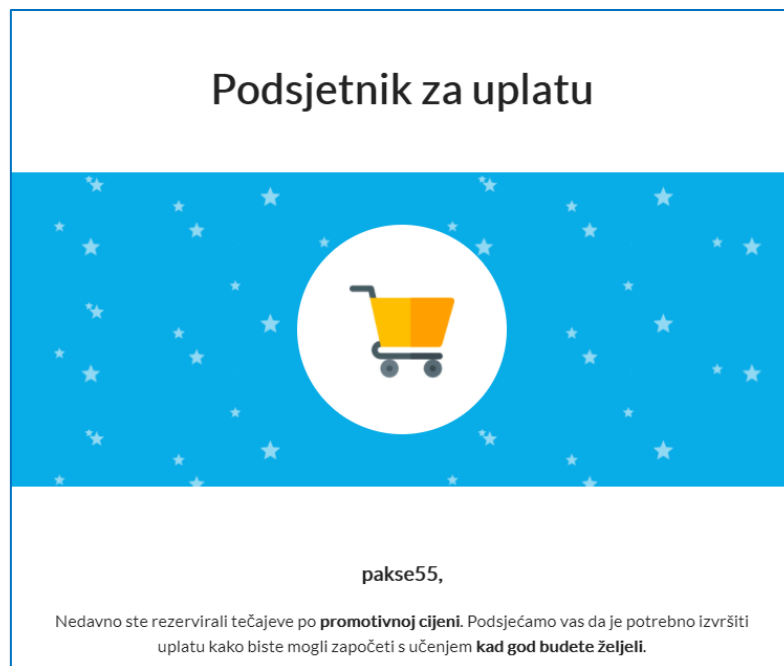 Podsjetnik za uplatu
pakse55,
Nedavno ste rezervirali tečajeve po promotivnoj cijeni. Podsjećamo vas da je potrebno izvršiti
uplatu kako biste mogli započeti s učenjem kad god budete željeli.